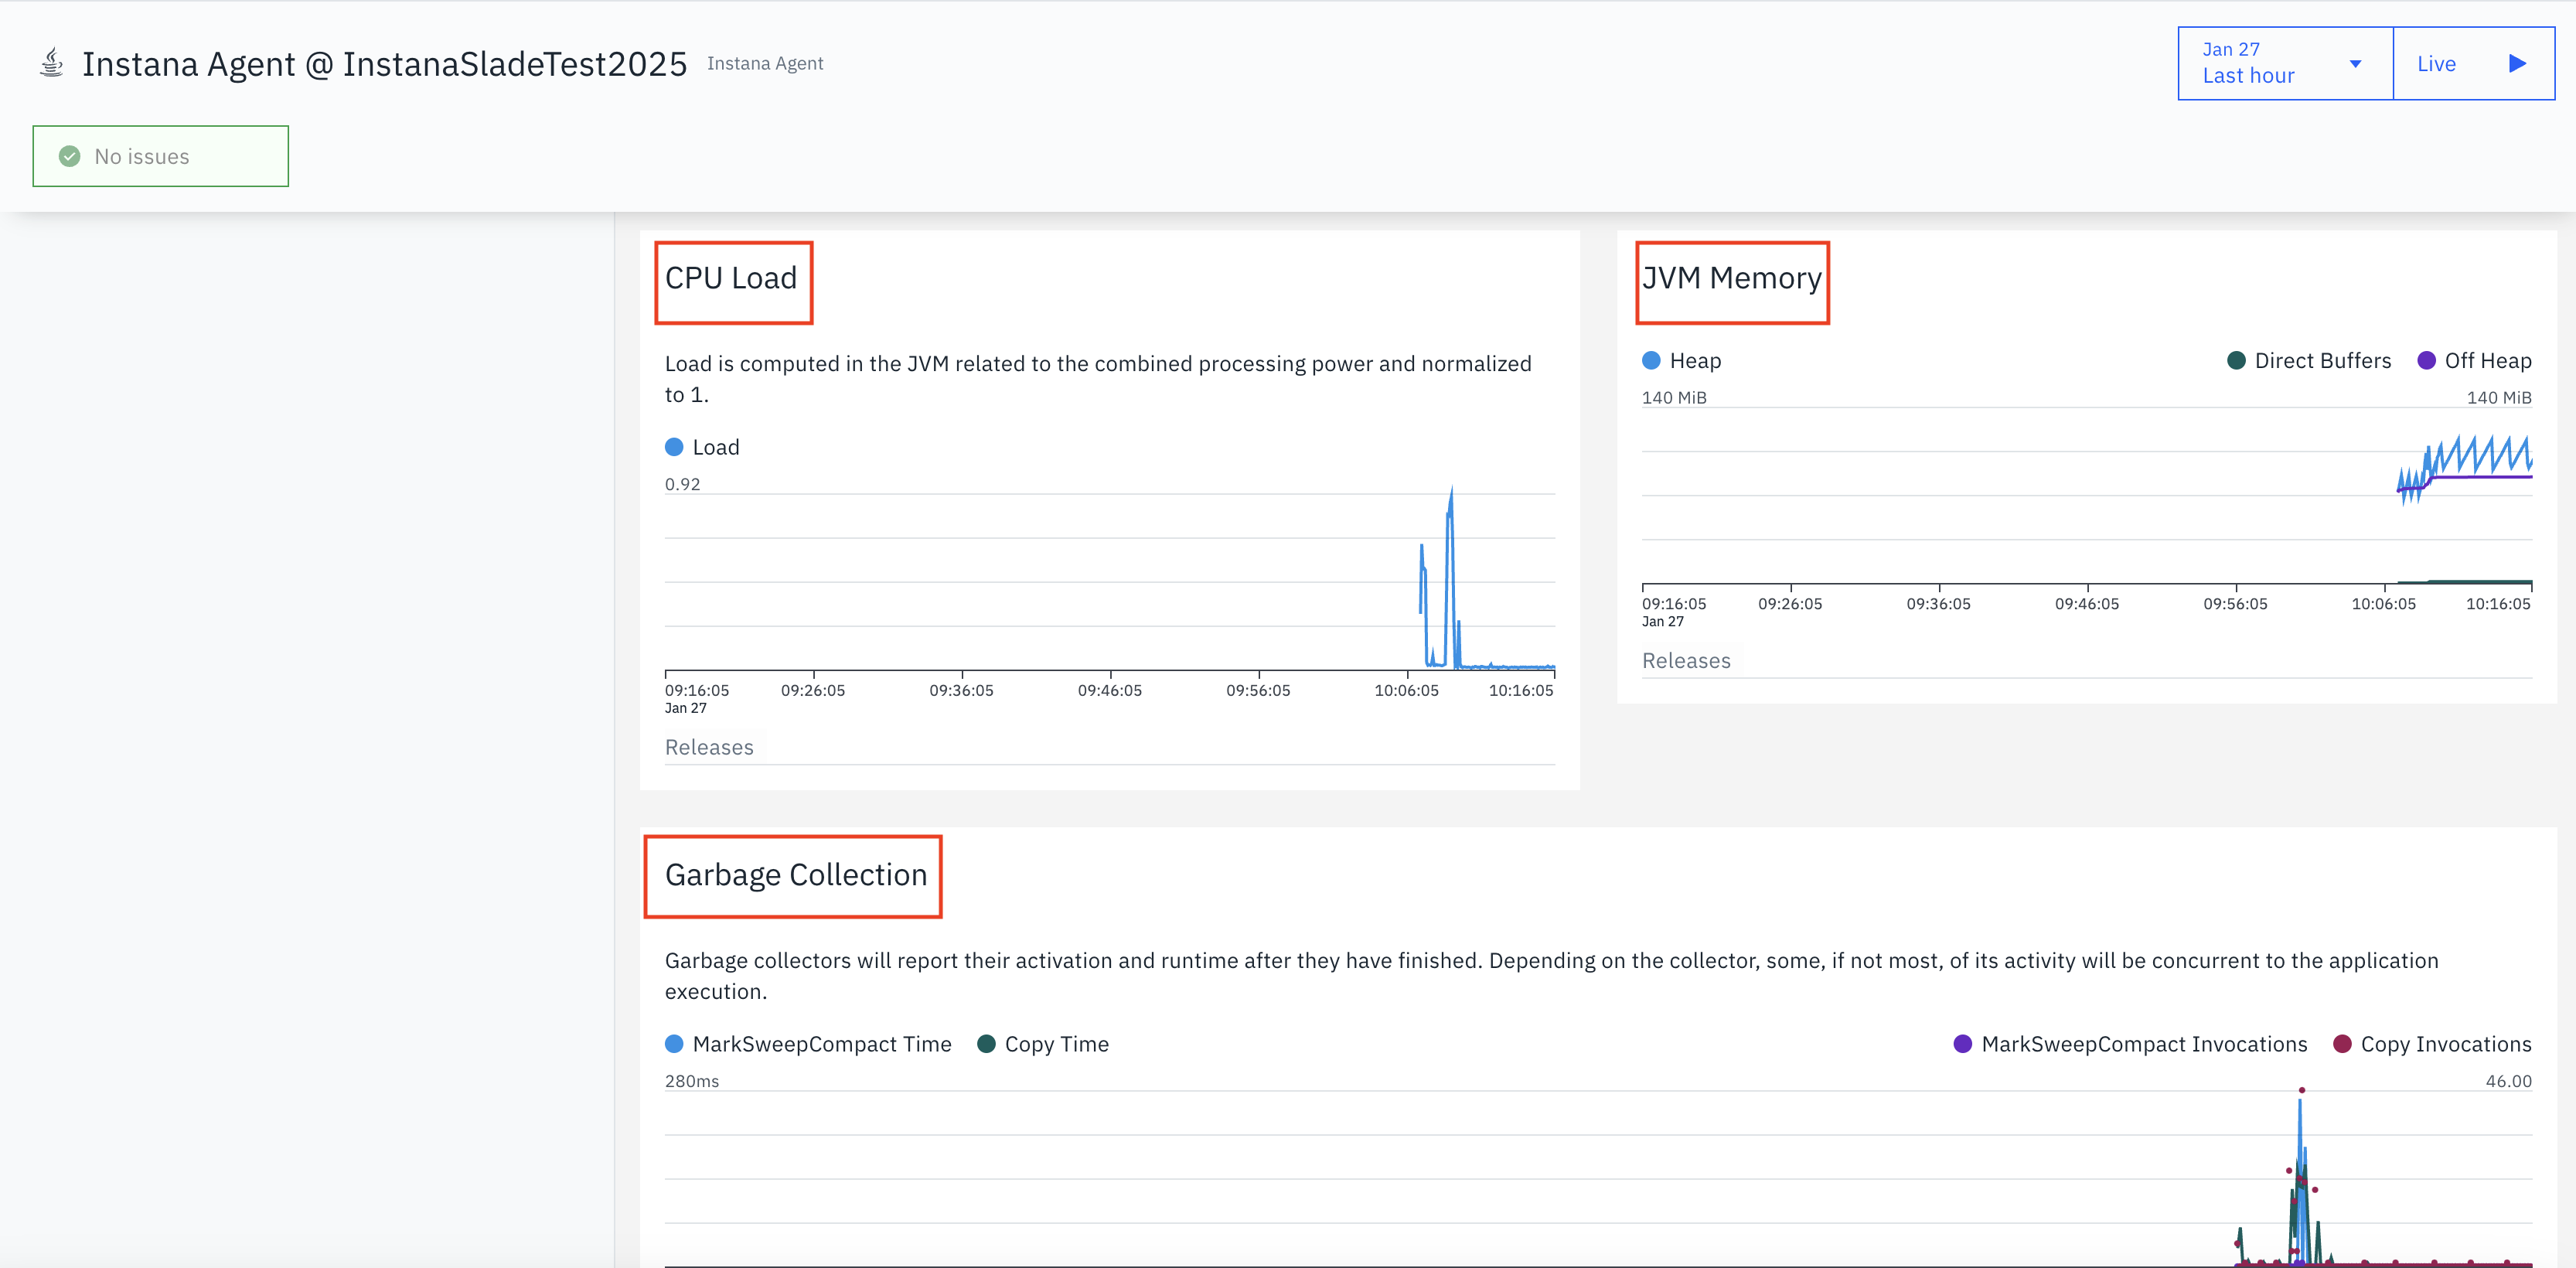 Instana Agent @ InstanaSladeTest2025 Instana Agent
Jan 27
Last hour
Live
No issues
CPU Load
Load is computed in the JVM related to the combined processing power and normalized
to 1.
Load
0.92
09:16:05 09:26:05 09:36:05 09:46:05 09:56:05 10:06:05 10:16:05
Jan 27
Releases
JVM Memory
Heap Direct Buffers Off Heap
140 MiB 140 MiB
09:16:05 09:26:05 09:36:05 09:46:05 09:56:05 10:06:05 10:16:05
Jan 27
Releases
Garbage Collection
Garbage collectors will report their activation and runtime after they have finished. Depending on the collector, some, if not most, of its activity will be concurrent to the application
execution.
MarkSweepCompact Time Copy Time MarkSweepCompact Invocations Copy Invocations
280ms 46.00